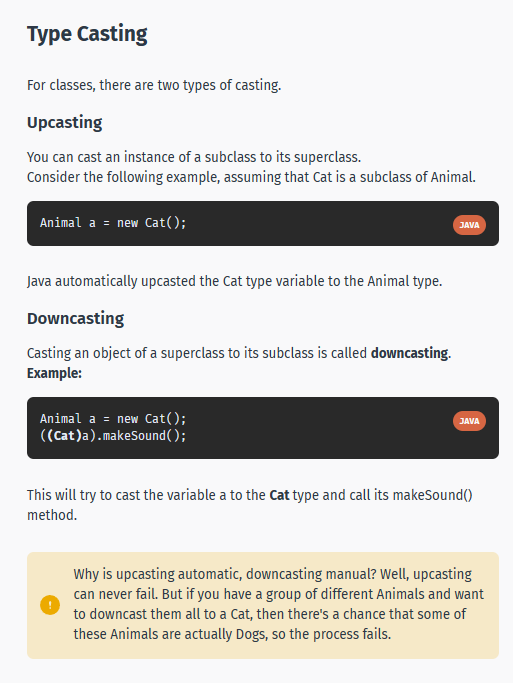 Type Casting
For classes, there are two types of casting.
Upcasting
You can cast an instance of a subclass to its superclass.
Consider the following example, assuming that Cat is a subclass of Animal.
Animal a = new Cat();
JAVA
Java automatically upcasted the Cat type variable to the Animal type.
Downcasting
Casting an object of a superclass to its subclass is called downcasting.
Example:
Animal a = new Cat();
JAVA
((Cat)a).makeSound();
This will try to cast the variable a to the Cat type and call its makeSound()
method.
Why is upcasting automatic, downcasting manual? Well, upcasting
can never fail. But if you have a group of different Animals and want
to downcast them all to a Cat, then there's a chance that some of
these Animals are actually Dogs, so the process fails.